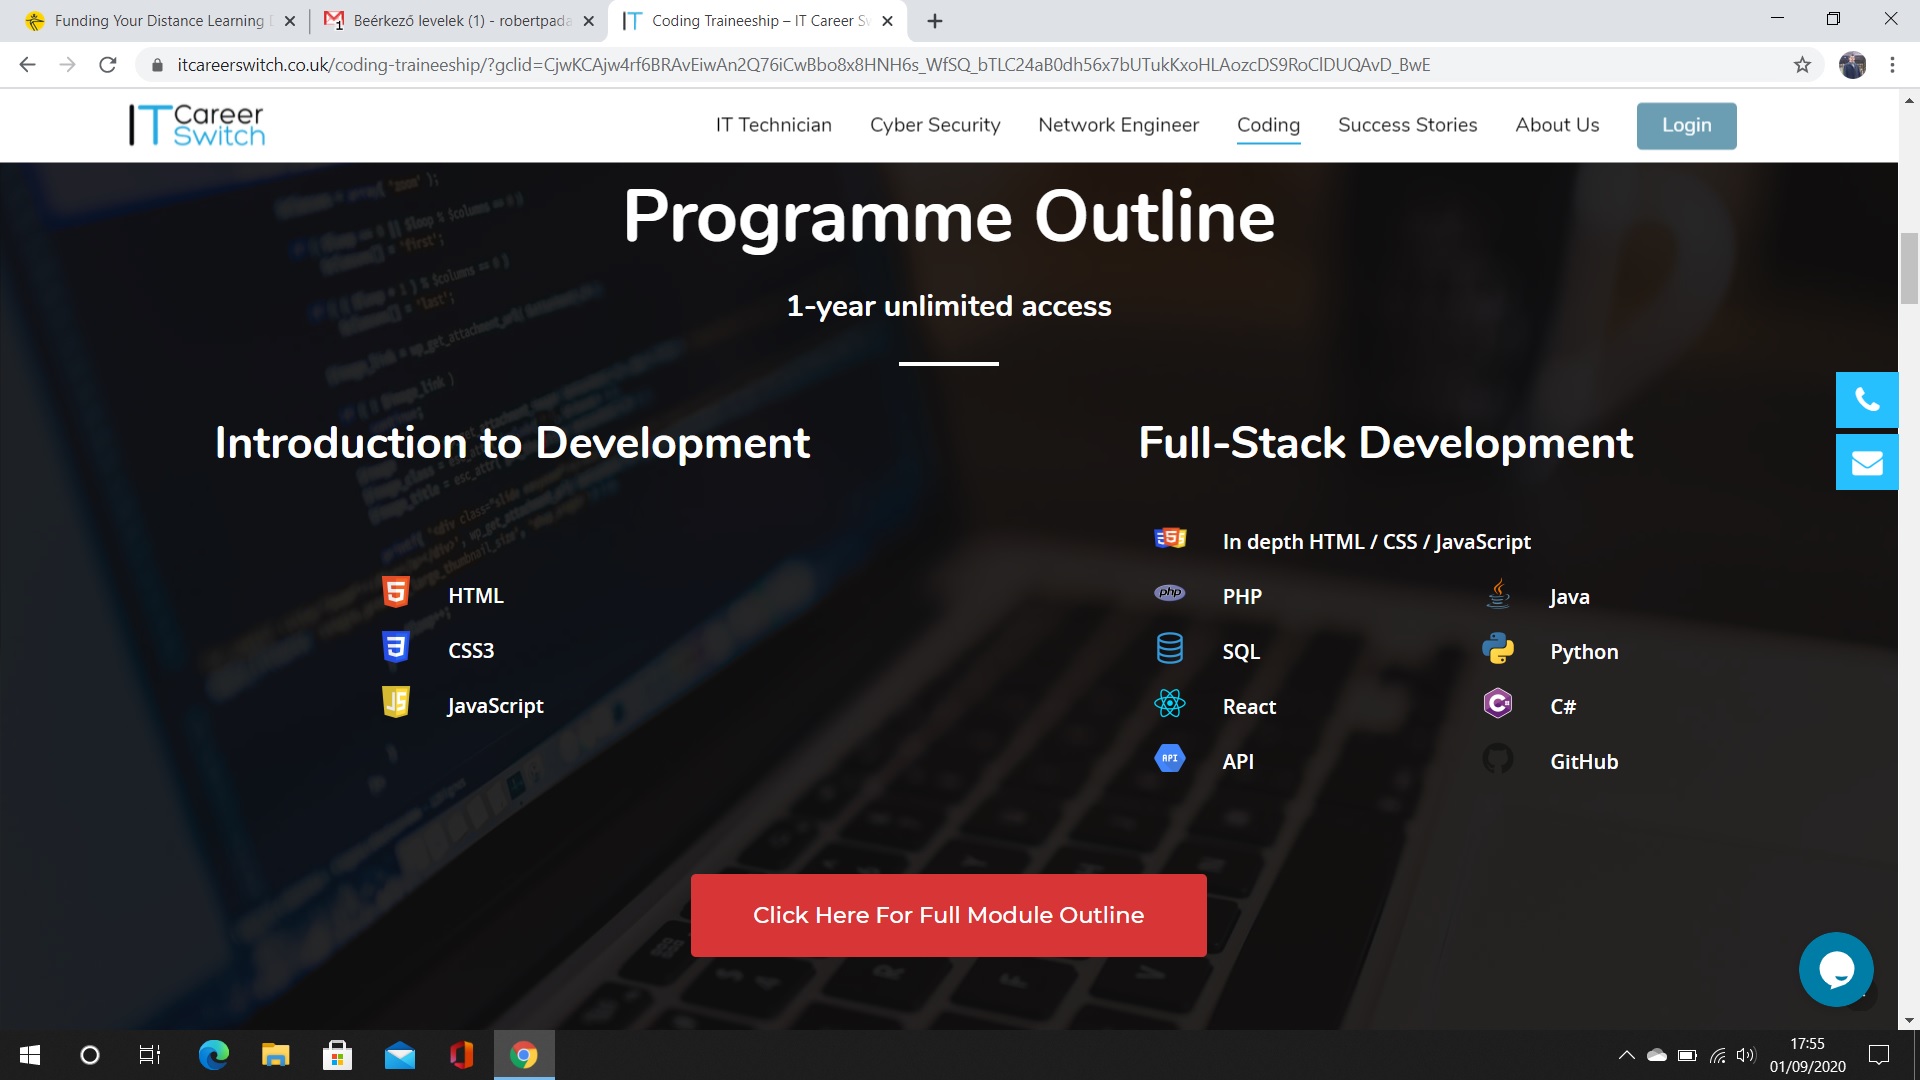 Funding Your Distance Learning
Beérkező levelek (1) - robertpada
Coding Traineeship – IT Career Sw
itcareerswitch.co.uk/coding-traineeship/?gclid=CjwKCAjw4rf6BRAvEiwAn2Q76iCwBbo8x8HNH6s_WfSQ_bTLC24aB0dh56x7bUTukKxoHLAozcDS9RoClDUQAvD_BwE
IT Career Switch
IT Technician
Cyber Security
Network Engineer
Coding
Success Stories
About Us
Login
Programme Outline
1-year unlimited access
Introduction to Development
HTML
CSS3
JavaScript
Full-Stack Development
In depth HTML / CSS / JavaScript
php
PHP
Java
SQL
Python
React
C#
API
API
GitHub
Click Here For Full Module Outline
17:55
01/09/2020